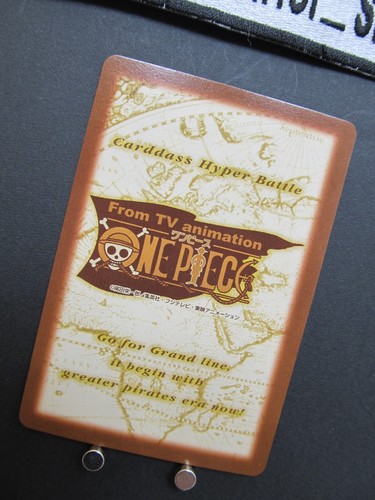 Carddass Hyper Battle
From TV animation
ワンピース
ONE PIECE
Go for Grand line.
It begin with
greater pirates era now!